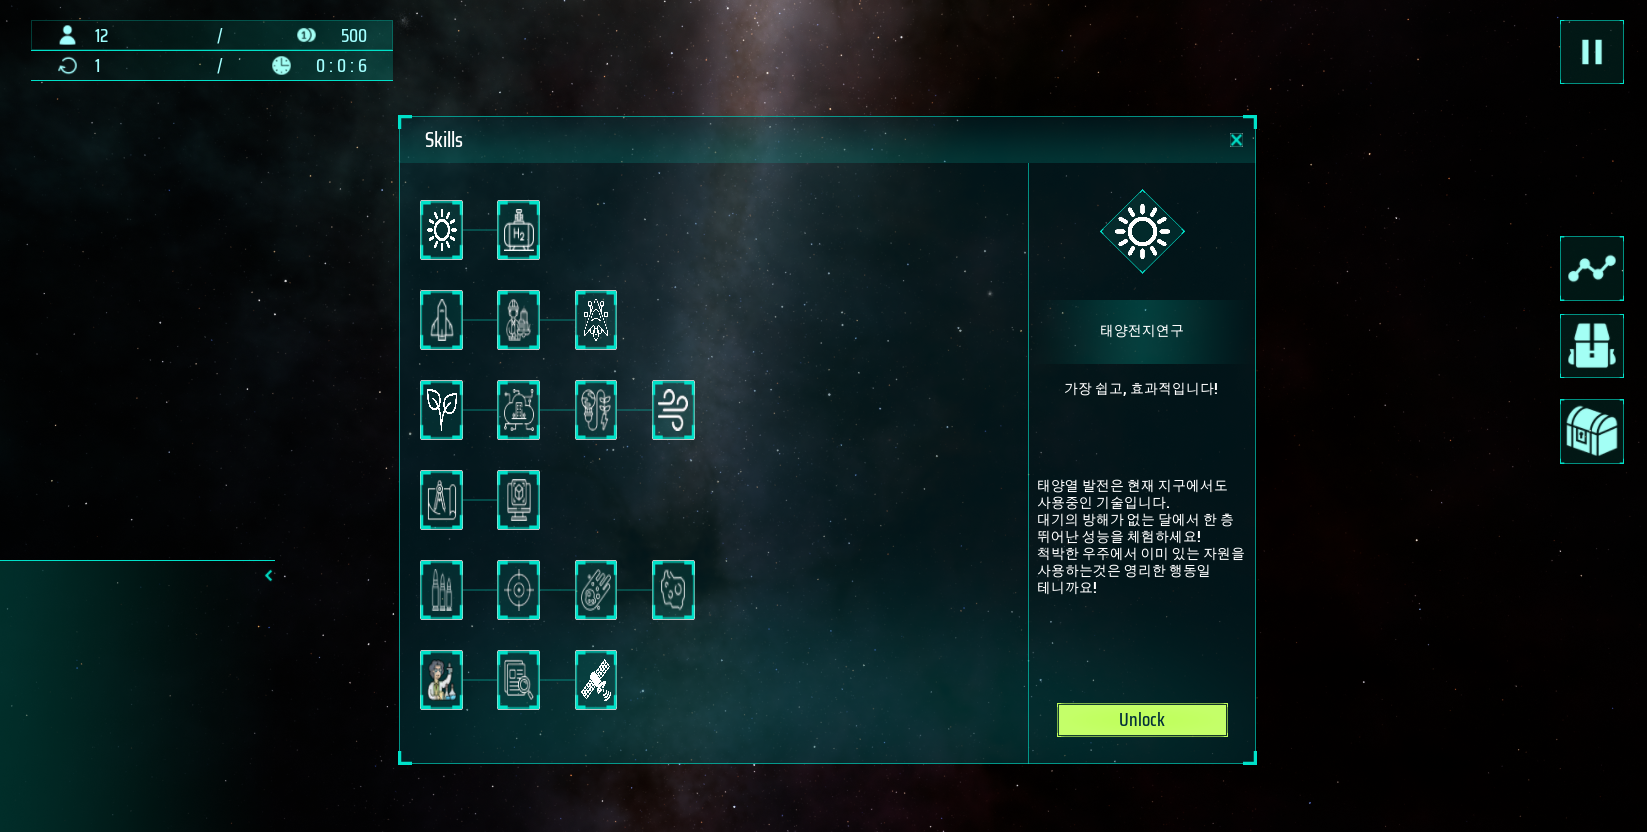 12 / 500
1 / 0:0:6
Skills
H2
태양전지연구
가장 쉽고, 효과적입니다!
태양열 발전은 현재 지구에서도
사용중인 기술입니다.
대기의 방해가 없는 달에서 한 층
뛰어난 성능을 체험하세요!
척박한 우주에서 이미 있는 자원을
사용하는것은 영리한 행동일
테니까요!
Unlock